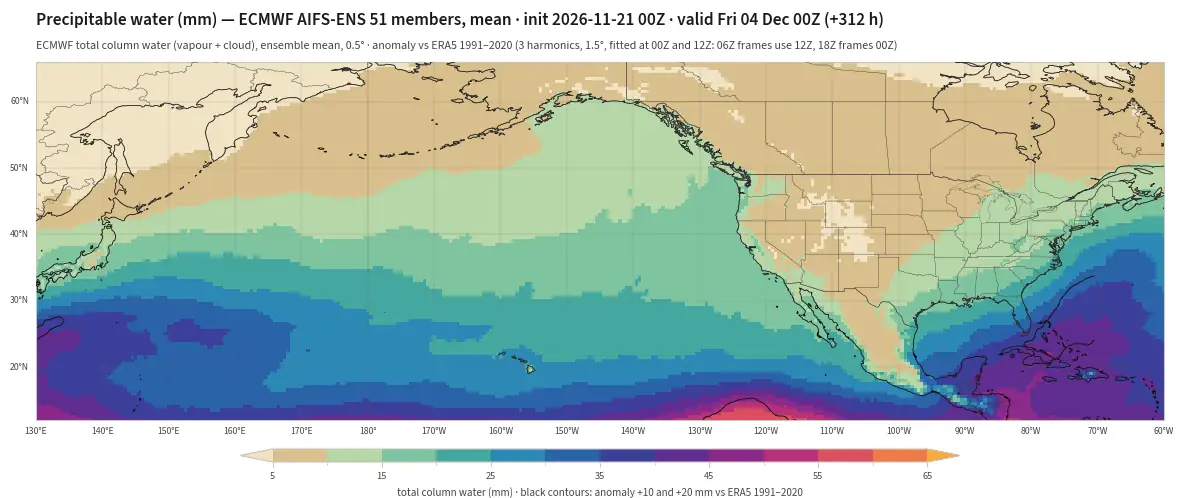 Precipitable water (mm) — ECMWF AIFS-ENS 51 members, mean · init 2026-11-21 00Z · valid Fri 04 Dec 00Z (+312 h)
ECMWF total column water (vapour + cloud), ensemble mean, 0.5° · anomaly vs ERA5 1991–2020 (3 harmonics, 1.5°, fitted at 00Z and 12Z: 06Z frames use 12Z, 18Z frames 00Z)
60°N
50°N
40°N
30°N
20°N
130°E 140°E 150°E 160°E 170°E 180° 170°W 160°W 150°W 140°W 130°W 120°W 110°W 100°W 90°W 80°W 70°W 60°W
5 15 25 35 45 55 65
total column water (mm) · black contours: anomaly +10 and +20 mm vs ERA5 1991–2020